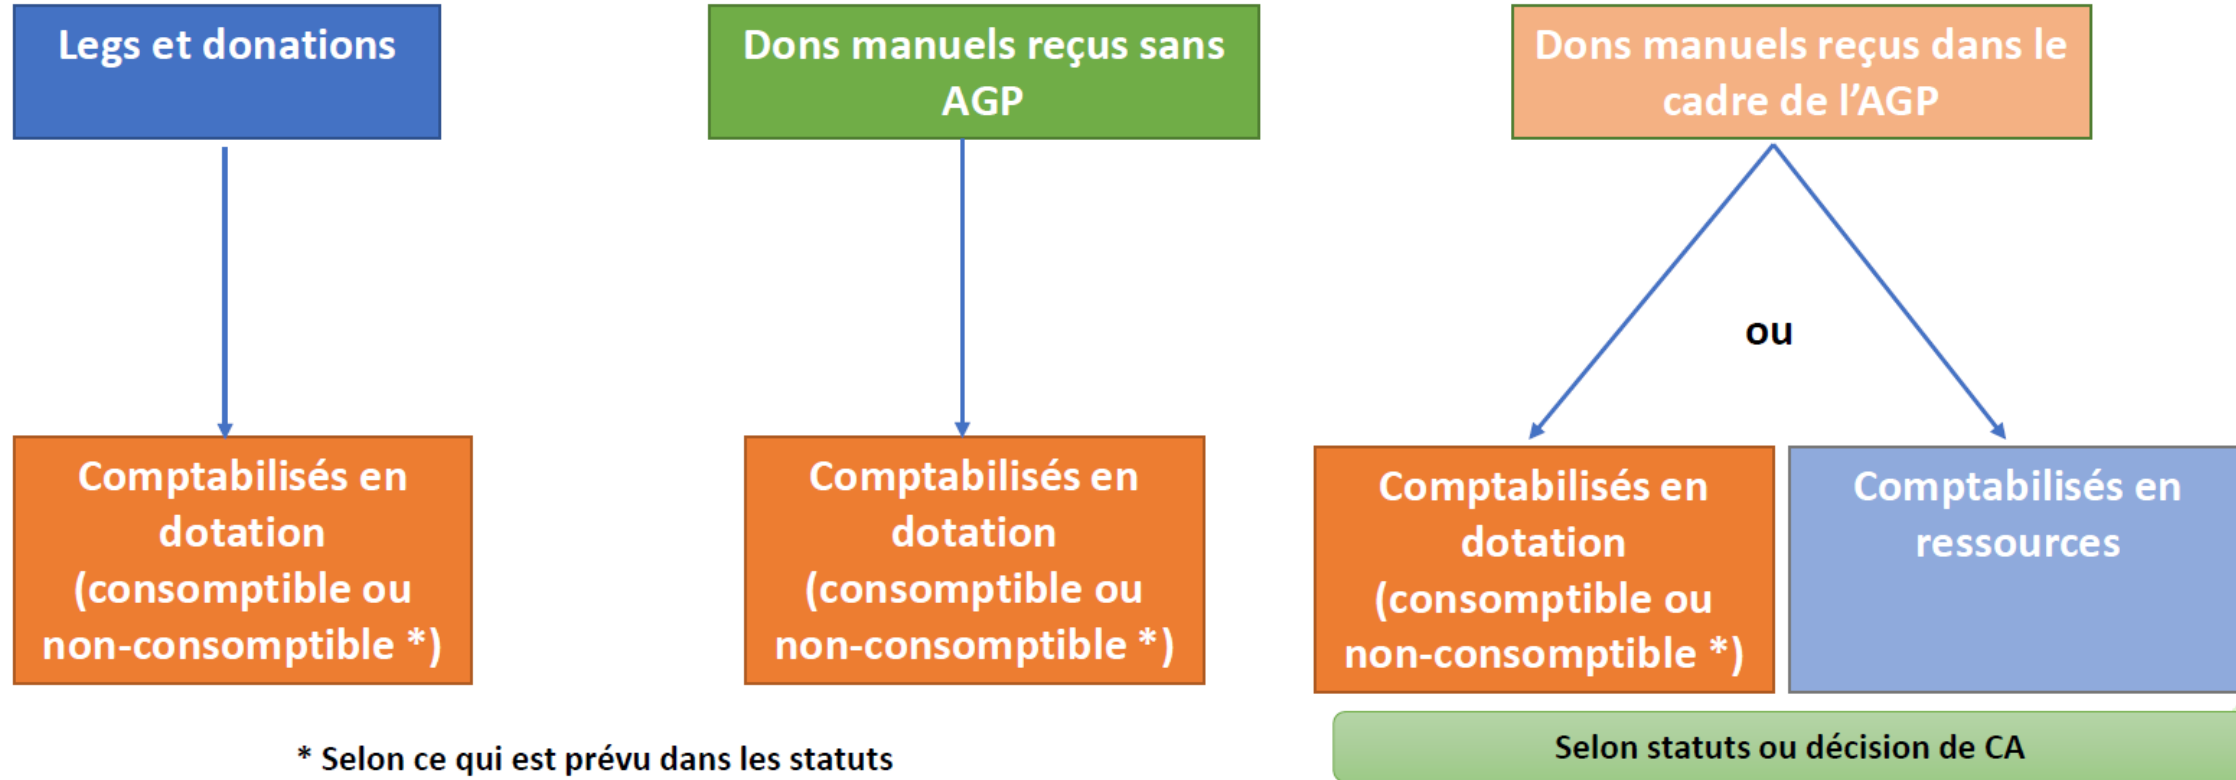 Legs et donations
Dons manuels reçus sans
AGP
Dons manuels reçus dans le
cadre de l’AGP
ou
Comptabilisés en
dotation
(consomptible ou
non-consomptible *)
Comptabilisés en
dotation
(consomptible ou
non-consomptible *)
Comptabilisés en
dotation
(consomptible ou
non-consomptible *)
Comptabilisés en
ressources
* Selon ce qui est prévu dans les statuts
Selon statuts ou décision de CA